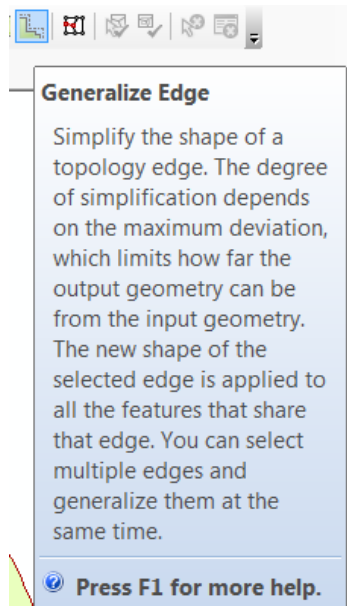 Generalize Edge
Simplify the shape of a
topology edge. The degree
of simplification depends
on the maximum deviation,
which limits how far the
output geometry can be
from the input geometry.
The new shape of the
selected edge is applied to
all the features that share
that edge. You can select
multiple edges and
generalize them at the
same time.
Press F1 for more help.